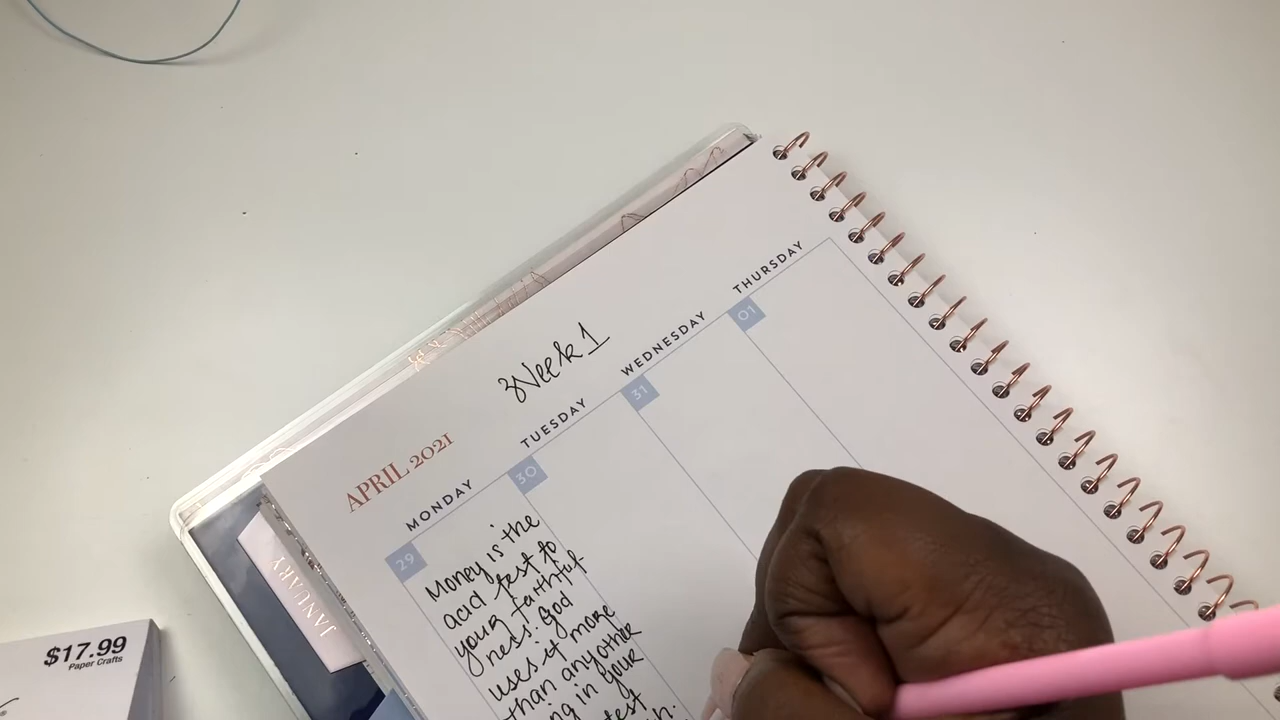 Week 1
APRIL 2021
MONDAY
TUESDAY
WEDNESDAY
THURSDAY
29
30
31
01
Money is the
acid test to
your faithful
ness. God
uses it more
than any other
ing in your
test
JANUARY
$17.99
Paper Crafts